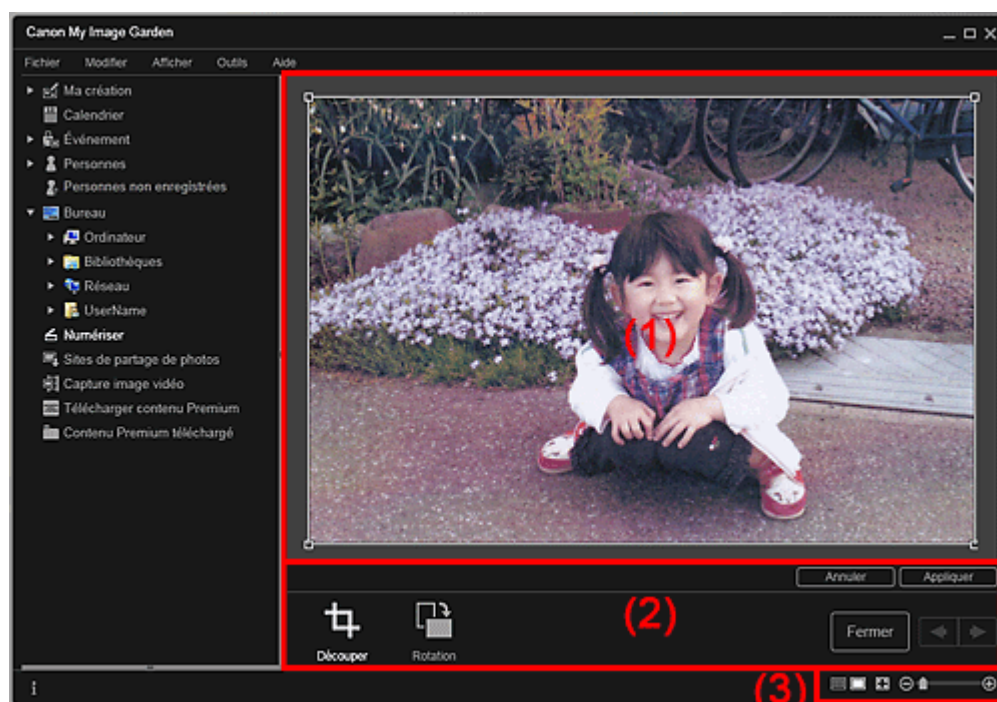 Canon My Image Garden
Fichier Modifier Afficher Outils Aide
Ma création
Calendrier
Événement
Personnes
Personnes non enregistrées
Bureau
Ordinateur
Bibliothèques
Réseau
UserName
Numériser
Sites de partage de photos
Capture image vidéo
Télécharger contenu Premium
Contenu Premium téléchargé
(1)
Annuler Appliquer
(2)
Fermer
Découper Rotation
(3)